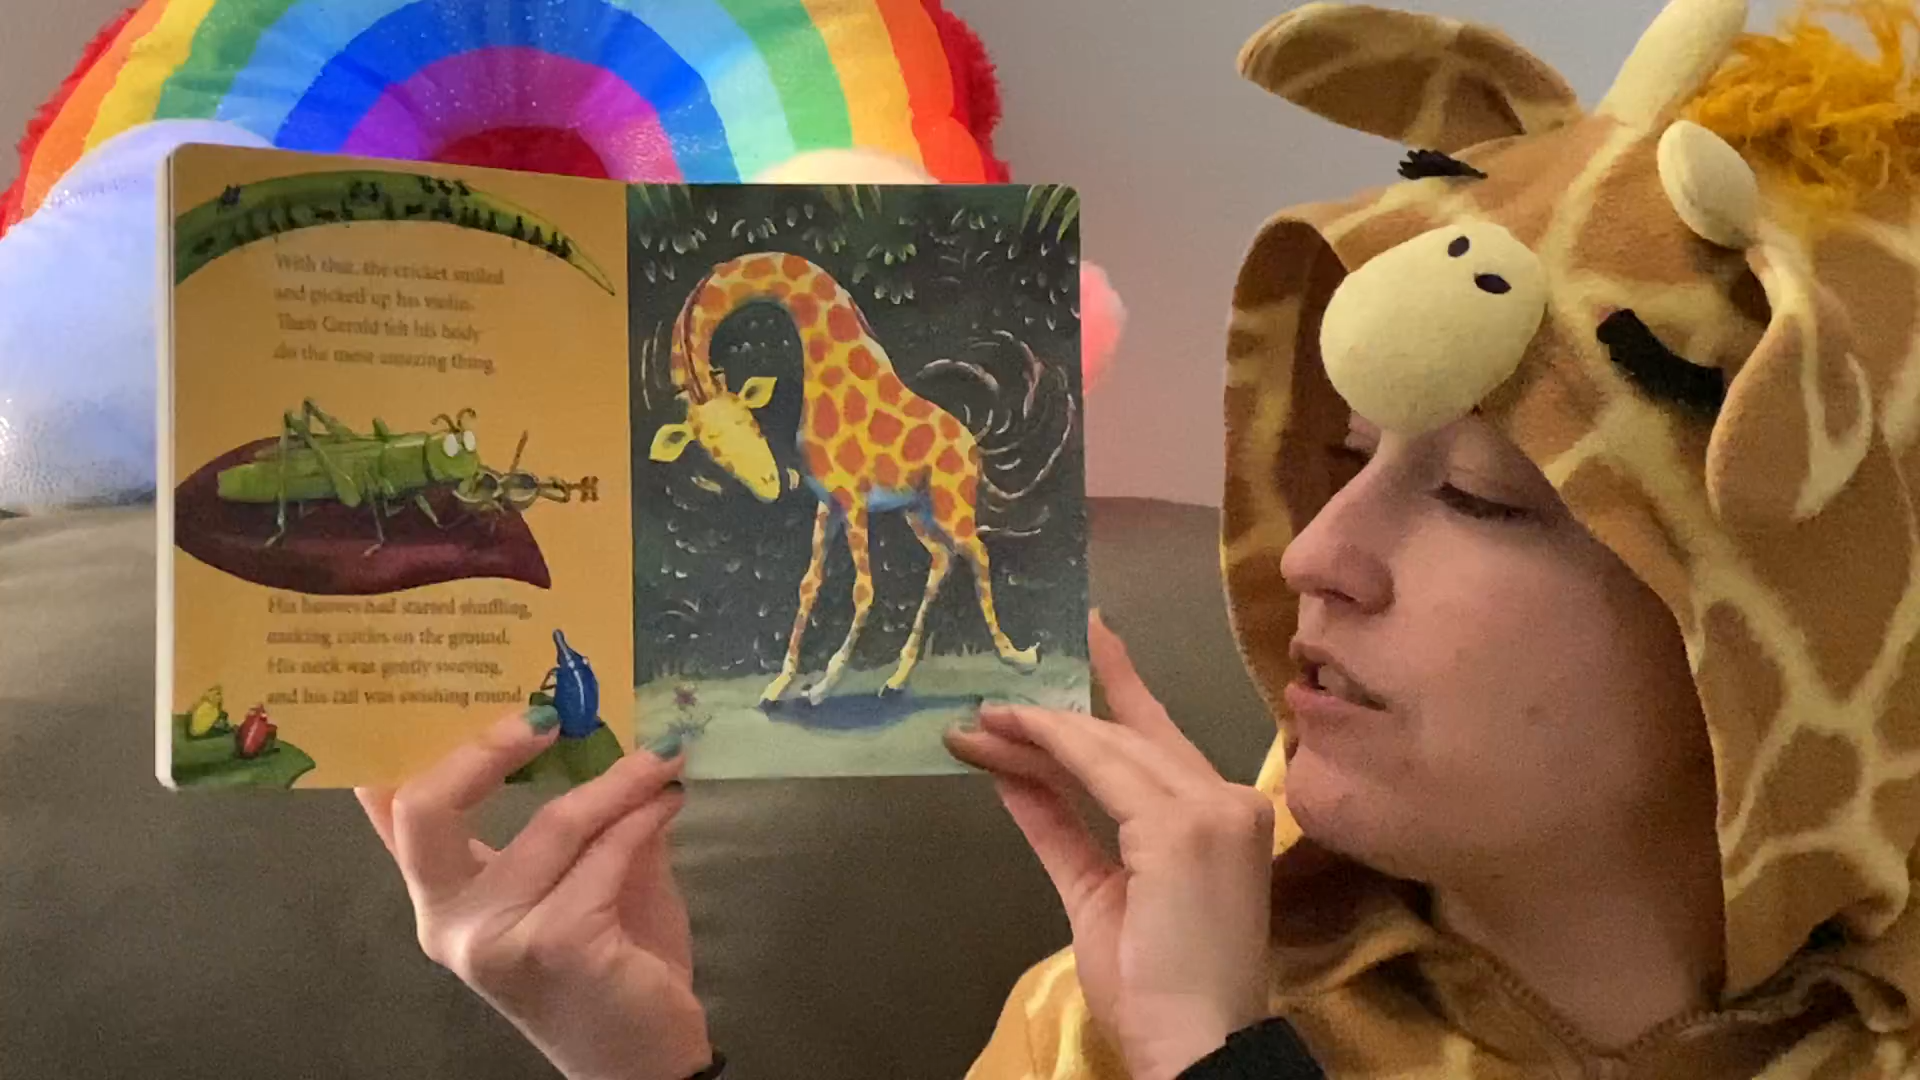 With that, the cricket smiled
and picked up his violin.
Then Gerald felt his body
do the most amazing thing.
His hooves had started shuffling,
making circles on the ground.
His neck was gently swaying,
and his tail was swishing round.